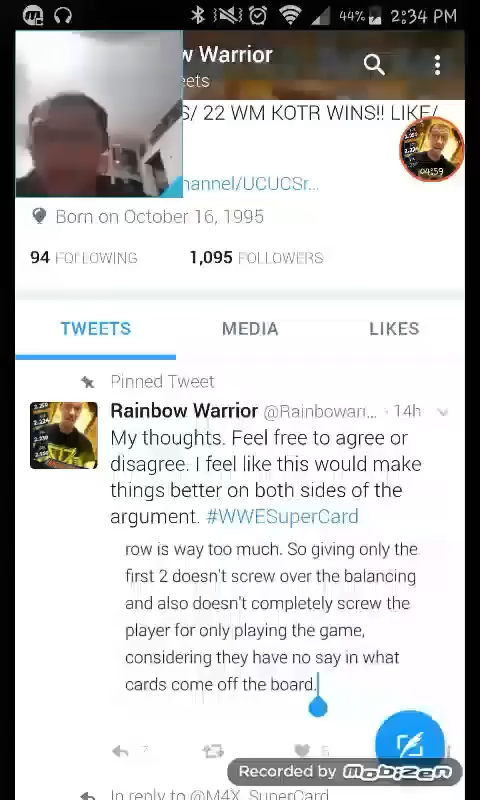 44% 2:34 PM
w Warrior
eets
S/ 22 WM KOTR WINS!! LIKE/
hannel/UCUCSr...
04:59
Born on October 16, 1995
94 FOLLOWING 1,095 FOLLOWERS
TWEETS MEDIA LIKES
Pinned Tweet
Rainbow Warrior @Rainbowarri... · 14h
My thoughts. Feel free to agree or
disagree. I feel like this would make
things better on both sides of the
argument. #WWESuperCard
row is way too much. So giving only the
first 2 doesn't screw over the balancing
and also doesn't completely screw the
player for only playing the game,
considering they have no say in what
cards come off the board.
Recorded by Mobizen
In reply to @M4X_SuperCard